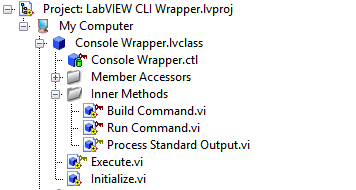 Project: LabVIEW CLI Wrapper.lvproj
My Computer
Console Wrapper.lvclass
Console Wrapper.ctl
Member Accessors
Inner Methods
Build Command.vi
Run Command.vi
Process Standard Output.vi
Execute.vi
Initialize.vi